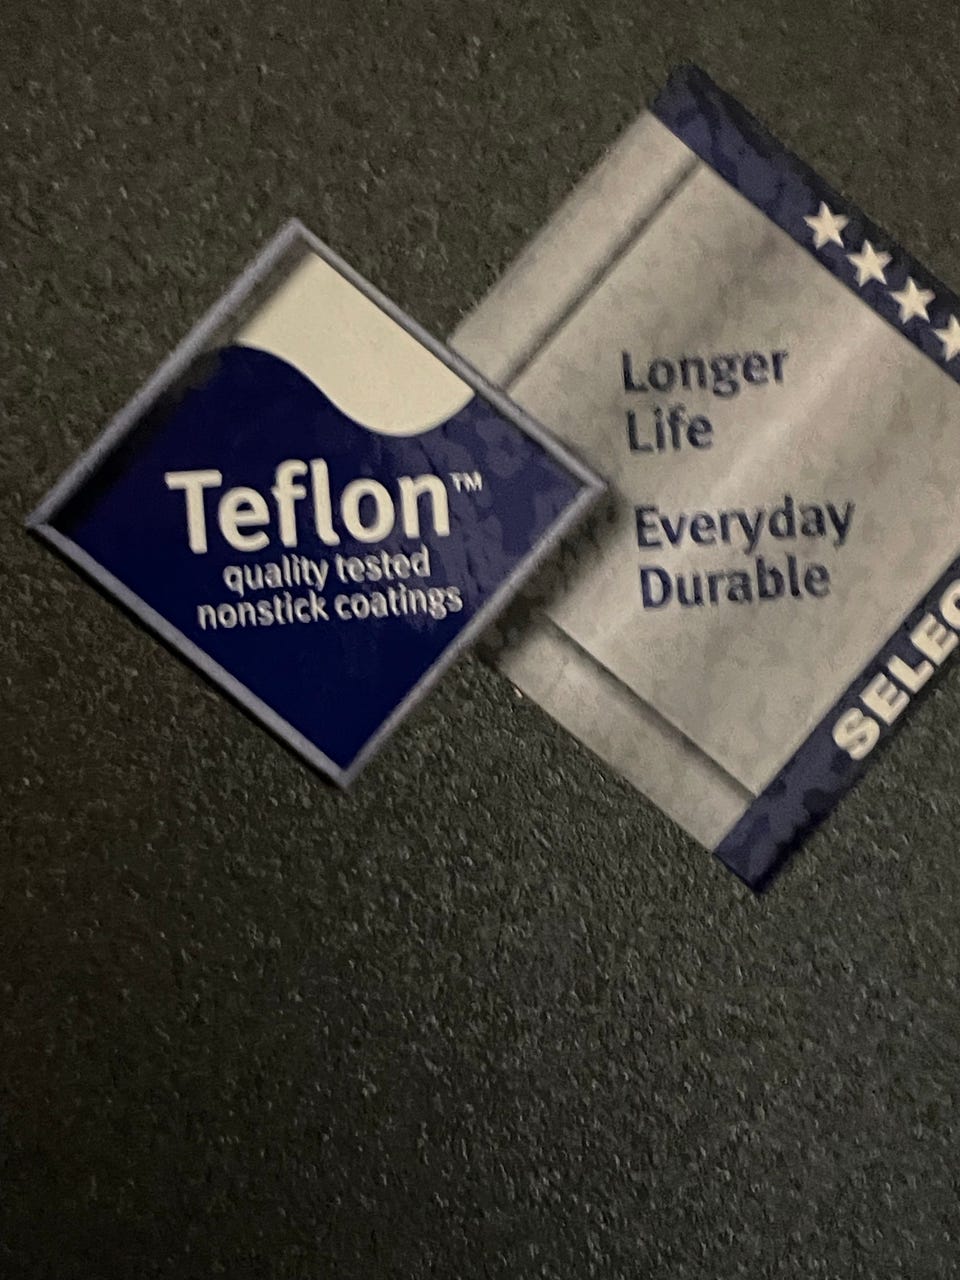 Teflon™
quality tested
nonstick coatings
Longer
Life
Everyday
Durable